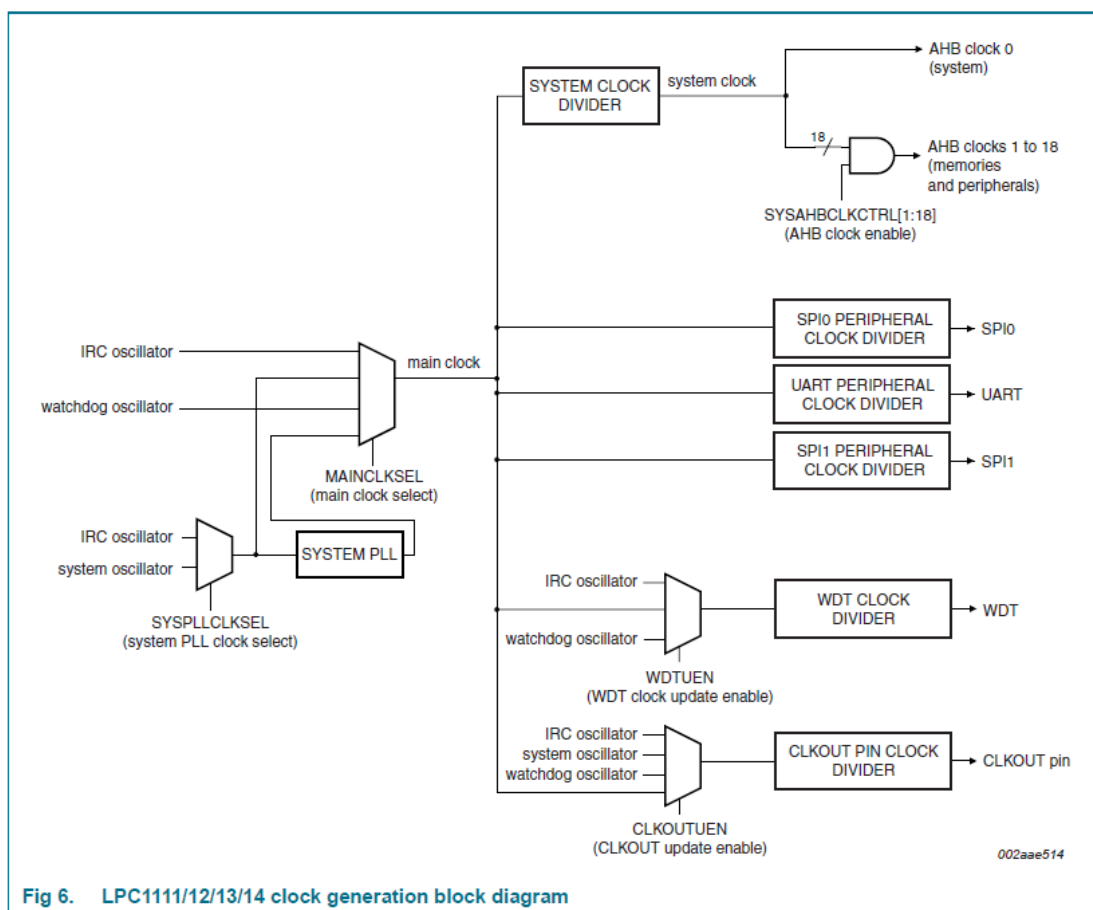 AHB clock 0
(system)
SYSTEM CLOCK
DIVIDER
system clock
18
AHB clocks 1 to 18
(memories
and peripherals)
SYSAHBCLKCTRL[1:18]
(AHB clock enable)
SPI0 PERIPHERAL
CLOCK DIVIDER
SPI0
IRC oscillator
main clock
UART PERIPHERAL
CLOCK DIVIDER
UART
watchdog oscillator
SPI1 PERIPHERAL
CLOCK DIVIDER
SPI1
MAINCLKSEL
(main clock select)
IRC oscillator
system oscillator
SYSTEM PLL
SYSPLLCLKSEL
(system PLL clock select)
IRC oscillator
watchdog oscillator
WDT CLOCK
DIVIDER
WDT
WDTUEN
(WDT clock update enable)
IRC oscillator
system oscillator
watchdog oscillator
CLKOUT PIN CLOCK
DIVIDER
CLKOUT pin
CLKOUTUEN
(CLKOUT update enable)
002aae514
Fig 6. LPC1111/12/13/14 clock generation block diagram